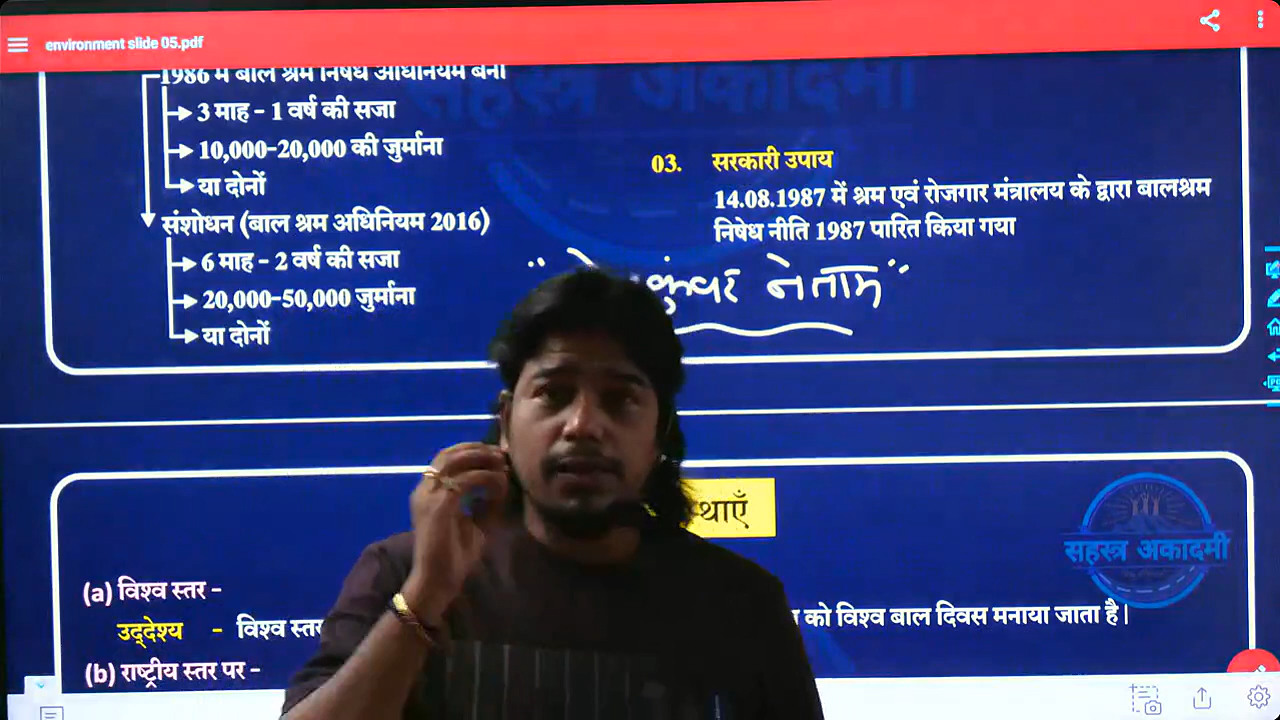 environment slide 05.pdf
सहस्त्र अकादमी
1986 में बाल श्रम निषेध अधिनियम बना
3 माह - 1 वर्ष की सजा
10,000-20,000 की जुर्माना
या दोनों
संशोधन (बाल श्रम अधिनियम 2016)
6 माह - 2 वर्ष की सजा
20,000-50,000 जुर्माना
या दोनों
03. सरकारी उपाय
14.08.1987 में श्रम एवं रोजगार मंत्रालय के द्वारा बालश्रम
निषेध नीति 1987 पारित किया गया
कुंवर नेताम"
थाएँ
सहस्त्र अकादमी
(a) विश्व स्तर -
उद्देश्य - विश्व स्तर
को विश्व बाल दिवस मनाया जाता है।
(b) राष्ट्रीय स्तर पर -